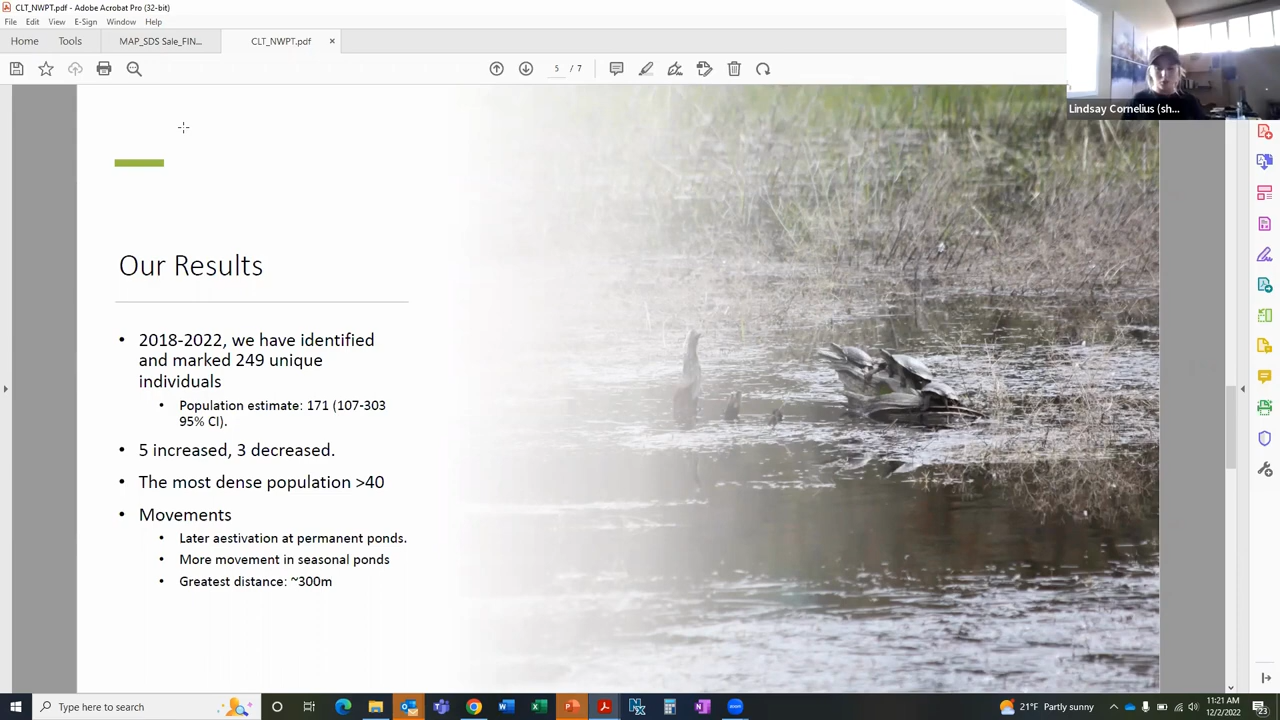 CLT_NWPT.pdf - Adobe Acrobat Pro (32-bit)
File Edit View E-Sign Window Help
Home Tools MAP_SDS Sale_FIN... CLT_NWPT.pdf ×
5 / 7
Lindsay Cornelius (sh...
Our Results
• 2018-2022, we have identified
and marked 249 unique
individuals
• Population estimate: 171 (107-303
95% CI).
• 5 increased, 3 decreased.
• The most dense population >40
• Movements
• Later aestivation at permanent ponds.
• More movement in seasonal ponds
• Greatest distance: ~300m
Type here to search
21°F Partly sunny
11:21 AM
12/2/2022
23